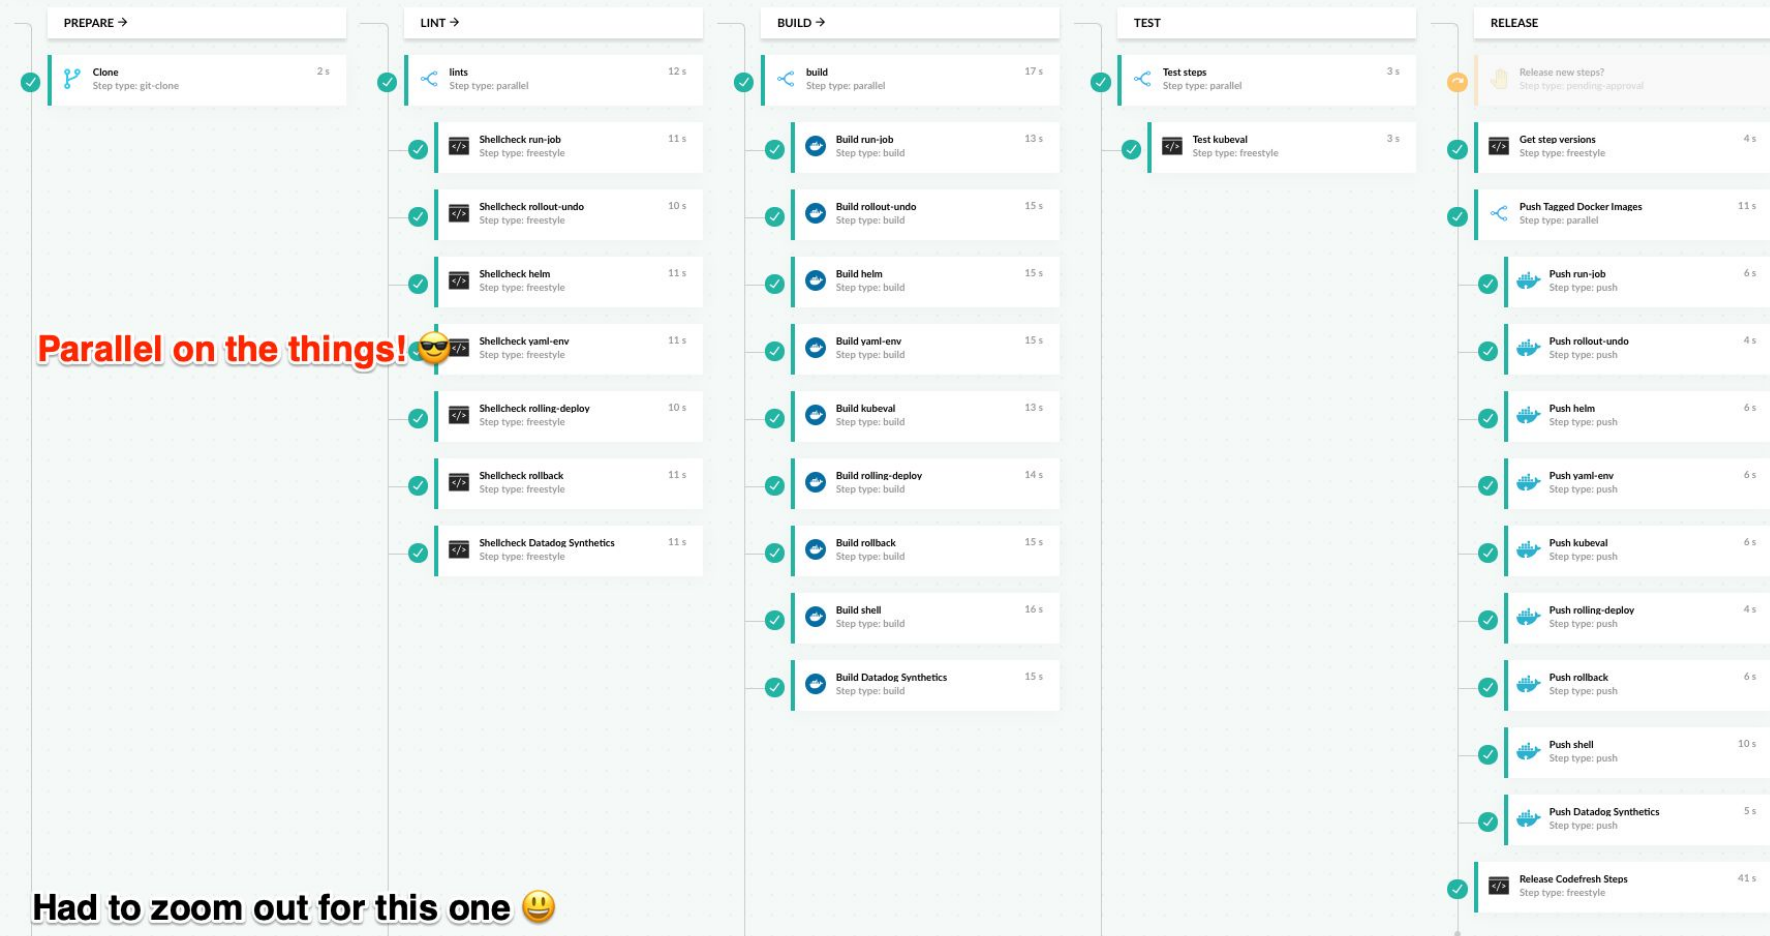 PREPARE →
Clone
2 s
Step type: git-clone
LINT →
lints
12 s
Step type: parallel
Shellcheck run-job
11 s
Step type: freestyle
Shellcheck rollout-undo
10 s
Step type: freestyle
Shellcheck helm
11 s
Step type: freestyle
Shellcheck yaml-env
11 s
Step type: freestyle
Shellcheck rolling-deploy
10 s
Step type: freestyle
Shellcheck rollback
11 s
Step type: freestyle
Shellcheck Datadog Synthetics
11 s
Step type: freestyle
BUILD →
build
17 s
Step type: parallel
Build run-job
13 s
Step type: build
Build rollout-undo
15 s
Step type: build
Build helm
15 s
Step type: build
Build yaml-env
15 s
Step type: build
Build kubeval
13 s
Step type: build
Build rolling-deploy
14 s
Step type: build
Build rollback
15 s
Step type: build
Build shell
16 s
Step type: build
Build Datadog Synthetics
15 s
Step type: build
TEST
Test steps
3 s
Step type: parallel
Test kubeval
3 s
Step type: freestyle
RELEASE
Release new steps?
Step type: pending-approval
Get step versions
4 s
Step type: freestyle
Push Tagged Docker Images
11 s
Step type: parallel
Push run-job
6 s
Step type: push
Push rollout-undo
4 s
Step type: push
Push helm
6 s
Step type: push
Push yaml-env
6 s
Step type: push
Push kubeval
6 s
Step type: push
Push rolling-deploy
4 s
Step type: push
Push rollback
6 s
Step type: push
Push shell
10 s
Step type: push
Push Datadog Synthetics
5 s
Step type: push
Release Codefresh Steps
41 s
Step type: freestyle
Parallel on the things! 😎
Had to zoom out for this one 😃